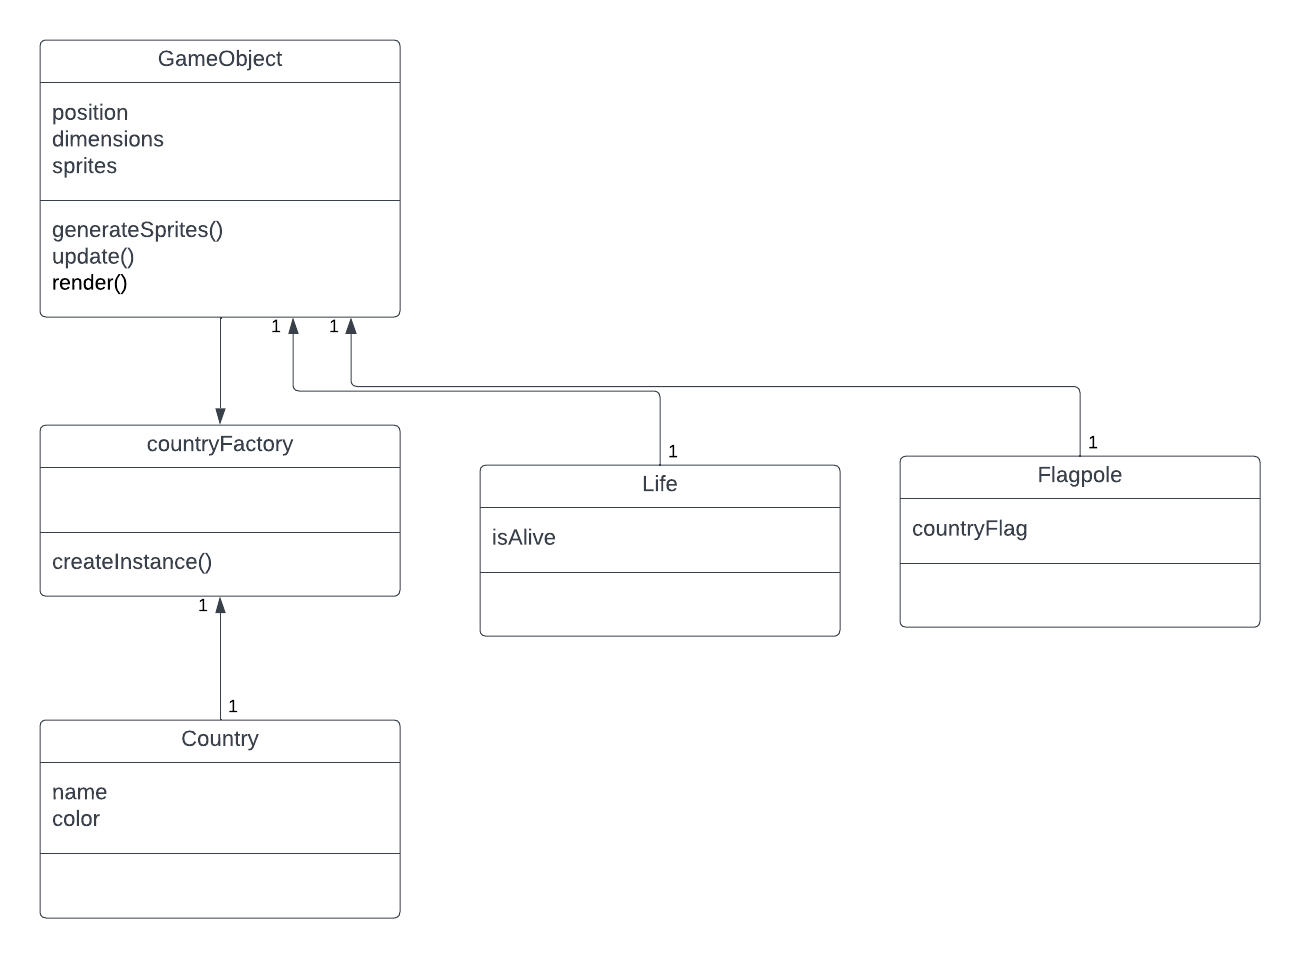 GameObject
position
dimensions
sprites
generateSprites()
update()
render()
1
1
countryFactory
createInstance()
1
1
Life
isAlive
1
Flagpole
countryFlag
1
Country
name
color